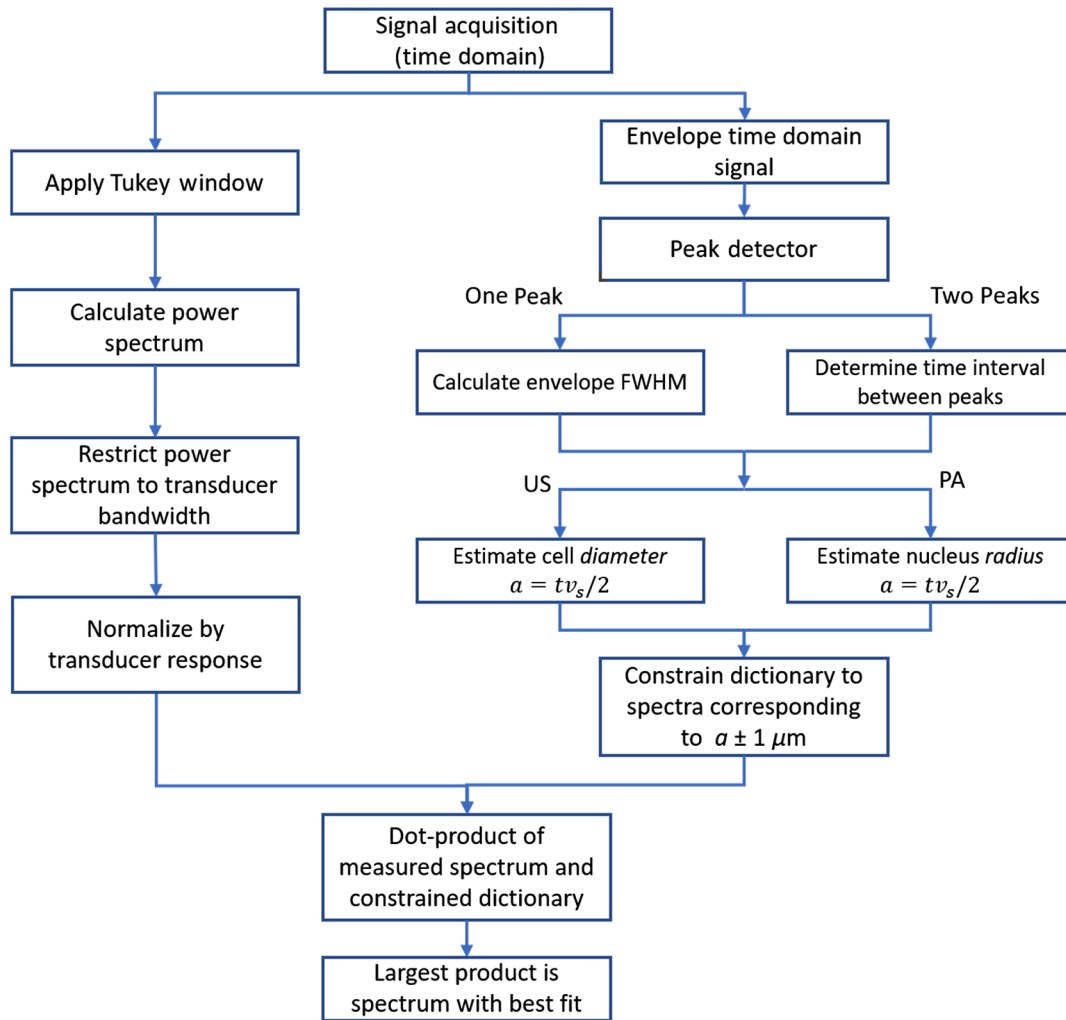 Signal acquisition
(time domain)
Apply Tukey window
Calculate power
spectrum
Restrict power
spectrum to transducer
bandwidth
Normalize by
transducer response
Envelope time domain
signal
Peak detector
One Peak
Two Peaks
Calculate envelope FWHM
Determine time interval
between peaks
US
PA
Estimate cell diameter
a = tvₛ/2
Estimate nucleus radius
a = tvₛ/2
Constrain dictionary to
spectra corresponding
to a ± 1 μm
Dot-product of
measured spectrum and
constrained dictionary
Largest product is
spectrum with best fit